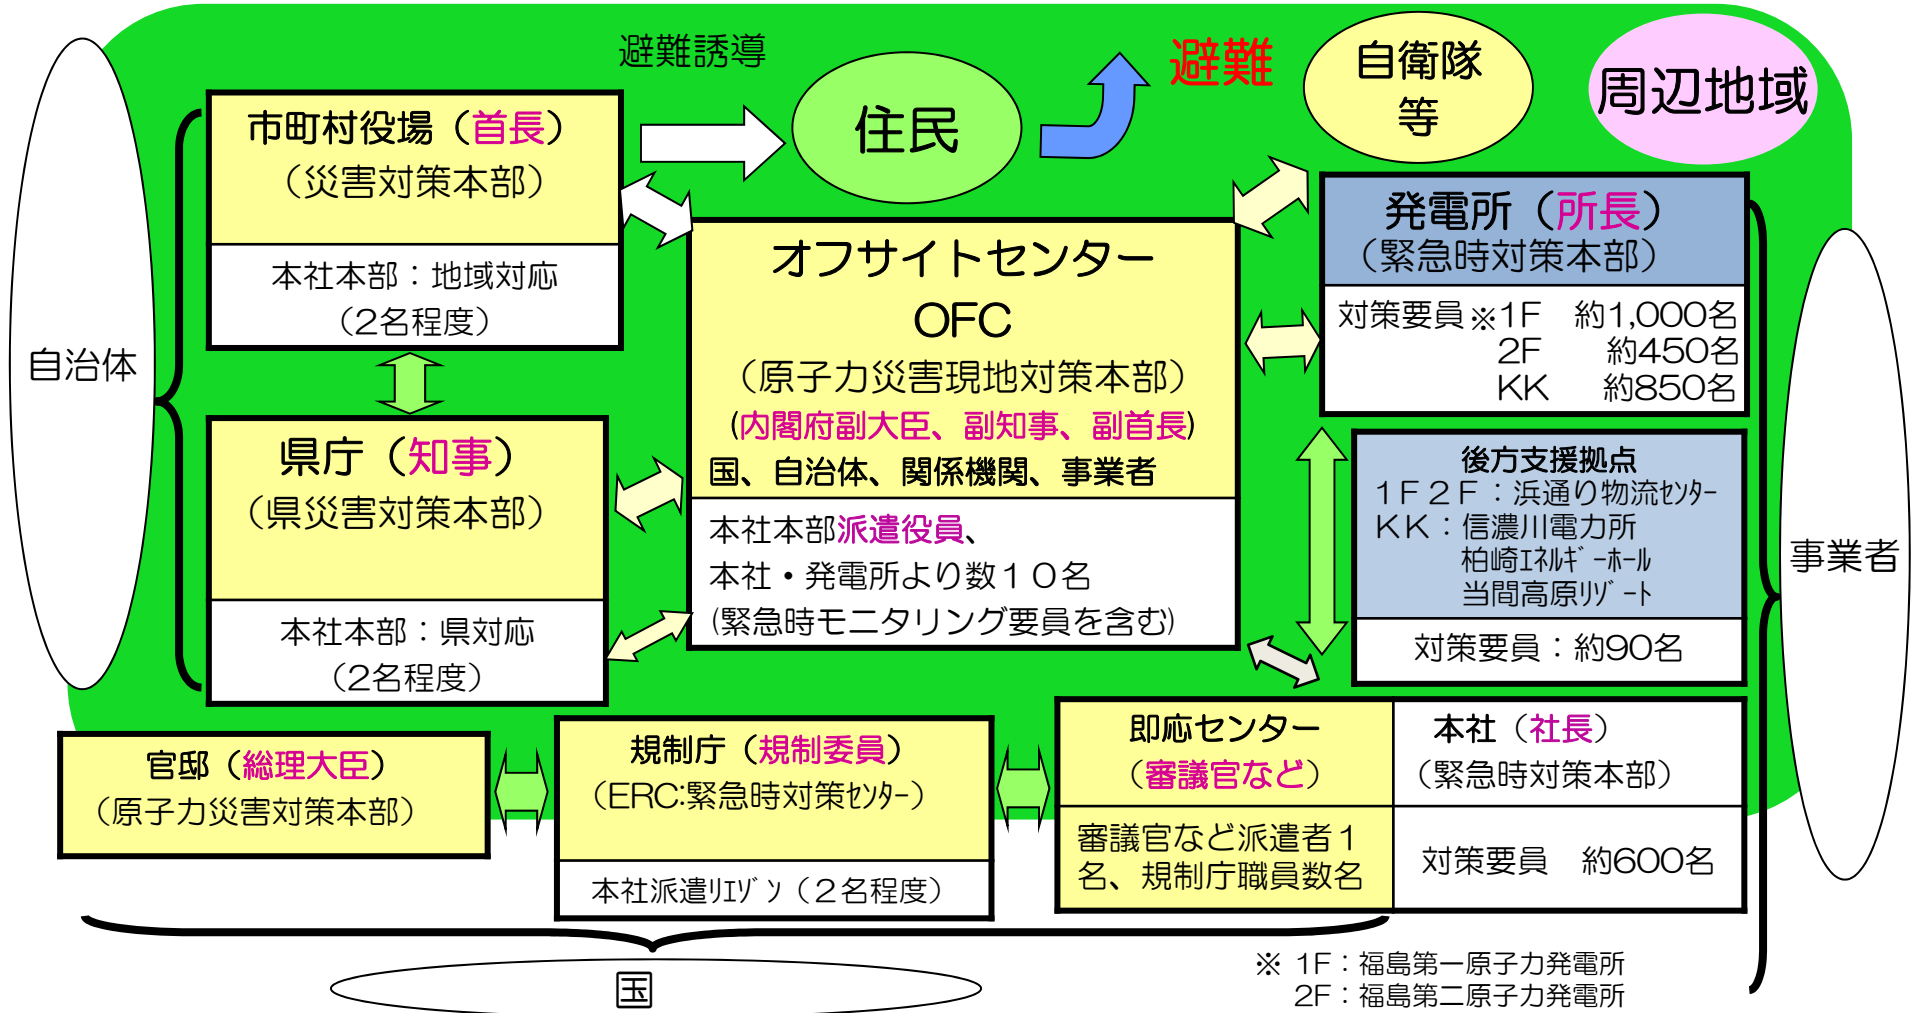 避難誘導
住民
避難
自衛隊
等
周辺地域
自治体
市町村役場（首長）
（災害対策本部）
本社本部：地域対応
（2名程度）
県庁（知事）
（県災害対策本部）
本社本部：県対応
（2名程度）
オフサイトセンター
OFC
（原子力災害現地対策本部）
(内閣府副大臣、副知事、副首長)
国、自治体、関係機関、事業者
本社本部派遣役員、
本社・発電所より数１０名
(緊急時モニタリング要員を含む)
発電所（所長）
（緊急時対策本部）
対策要員※1F　約1,000名
2F　約450名
KK　約850名
後方支援拠点
１Ｆ２Ｆ：浜通り物流ｾﾝﾀｰ
ＫＫ：信濃川電力所
柏崎ｴﾈﾙｷﾞｰﾎｰﾙ
当間高原ﾘｿﾞｰﾄ
対策要員：約90名
事業者
官邸（総理大臣）
（原子力災害対策本部）
規制庁（規制委員）
（ERC:緊急時対策ｾﾝﾀｰ）
本社派遣ﾘｴｿﾞﾝ（２名程度）
即応センター
（審議官など）
審議官など派遣者１
名、規制庁職員数名
本社（社長）
（緊急時対策本部）
対策要員　約600名
国
※ 1F：福島第一原子力発電所
2F：福島第二原子力発電所